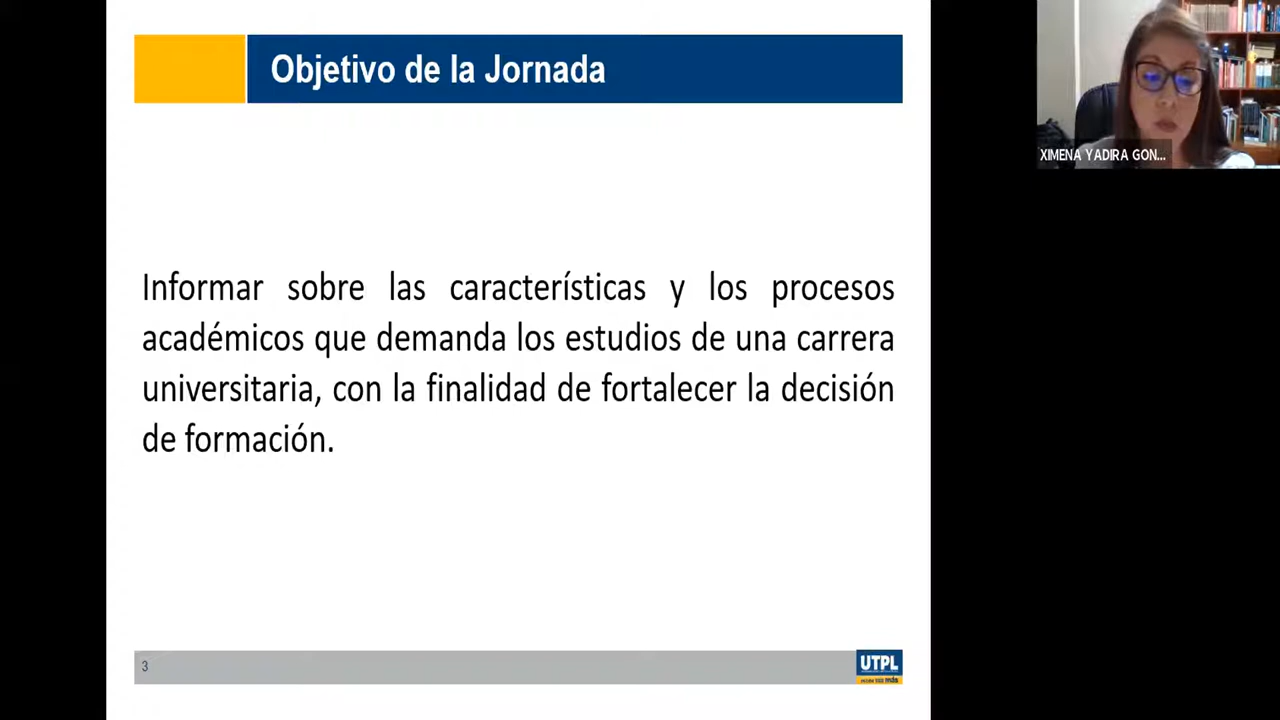 Objetivo de la Jornada
XIMENA YADIRA GON...
Informar sobre las características y los procesos
académicos que demanda los estudios de una carrera
universitaria, con la finalidad de fortalecer la decisión
de formación.
3
UTPL
más